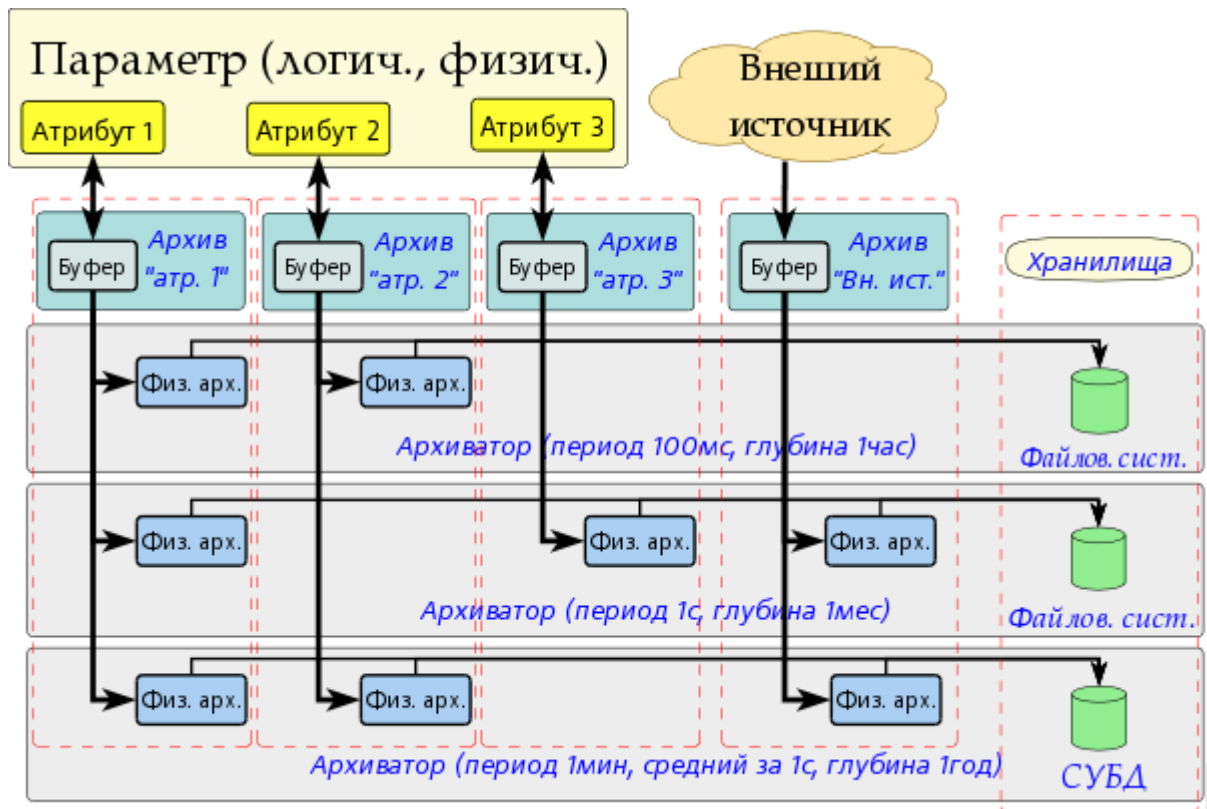 Параметр (логич., физич.)
Внеший
источник
Атрибут 1
Атрибут 2
Атрибут 3
Буфер
Архив
"атр. 1"
Буфер
Архив
"атр. 2"
Буфер
Архив
"атр. 3"
Буфер
Архив
"Вн. ист."
Хранилища
Физ. арх.
Физ. арх.
Архиватор (период 100мс, глубина 1час)
Файлов. сист.
Физ. арх.
Физ. арх.
Физ. арх.
Архиватор (период 1с, глубина 1мес)
Файлов. сист.
Физ. арх.
Физ. арх.
Физ. арх.
Архиватор (период 1мин, средний за 1с, глубина 1год)
СУБД